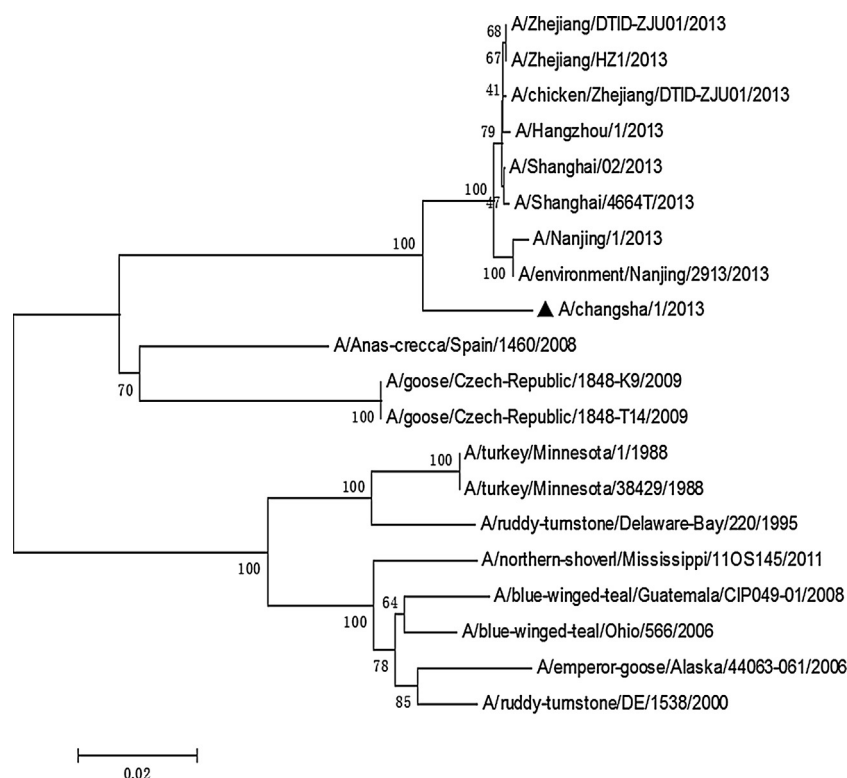 68
A/Zhejiang/DTID-ZJU01/2013
67
A/Zhejiang/HZ1/2013
41
A/chicken/Zhejiang/DTID-ZJU01/2013
79
A/Hangzhou/1/2013
A/Shanghai/02/2013
100
47
A/Shanghai/4664T/2013
100
A/Nanjing/1/2013
100
A/environment/Nanjing/2913/2013
A/changsha/1/2013
A/Anas-crecca/Spain/1460/2008
70
A/goose/Czech-Republic/1848-K9/2009
100
A/goose/Czech-Republic/1848-T14/2009
100
A/turkey/Minnesota/1/1988
100
A/turkey/Minnesota/38429/1988
A/ruddy-turnstone/Delaware-Bay/220/1995
100
A/northern-shoverl/Mississippi/11OS145/2011
64
A/blue-winged-teal/Guatemala/CIP049-01/2008
100
A/blue-winged-teal/Ohio/566/2006
78
A/emperor-goose/Alaska/44063-061/2006
85
A/ruddy-turnstone/DE/1538/2000
0.02